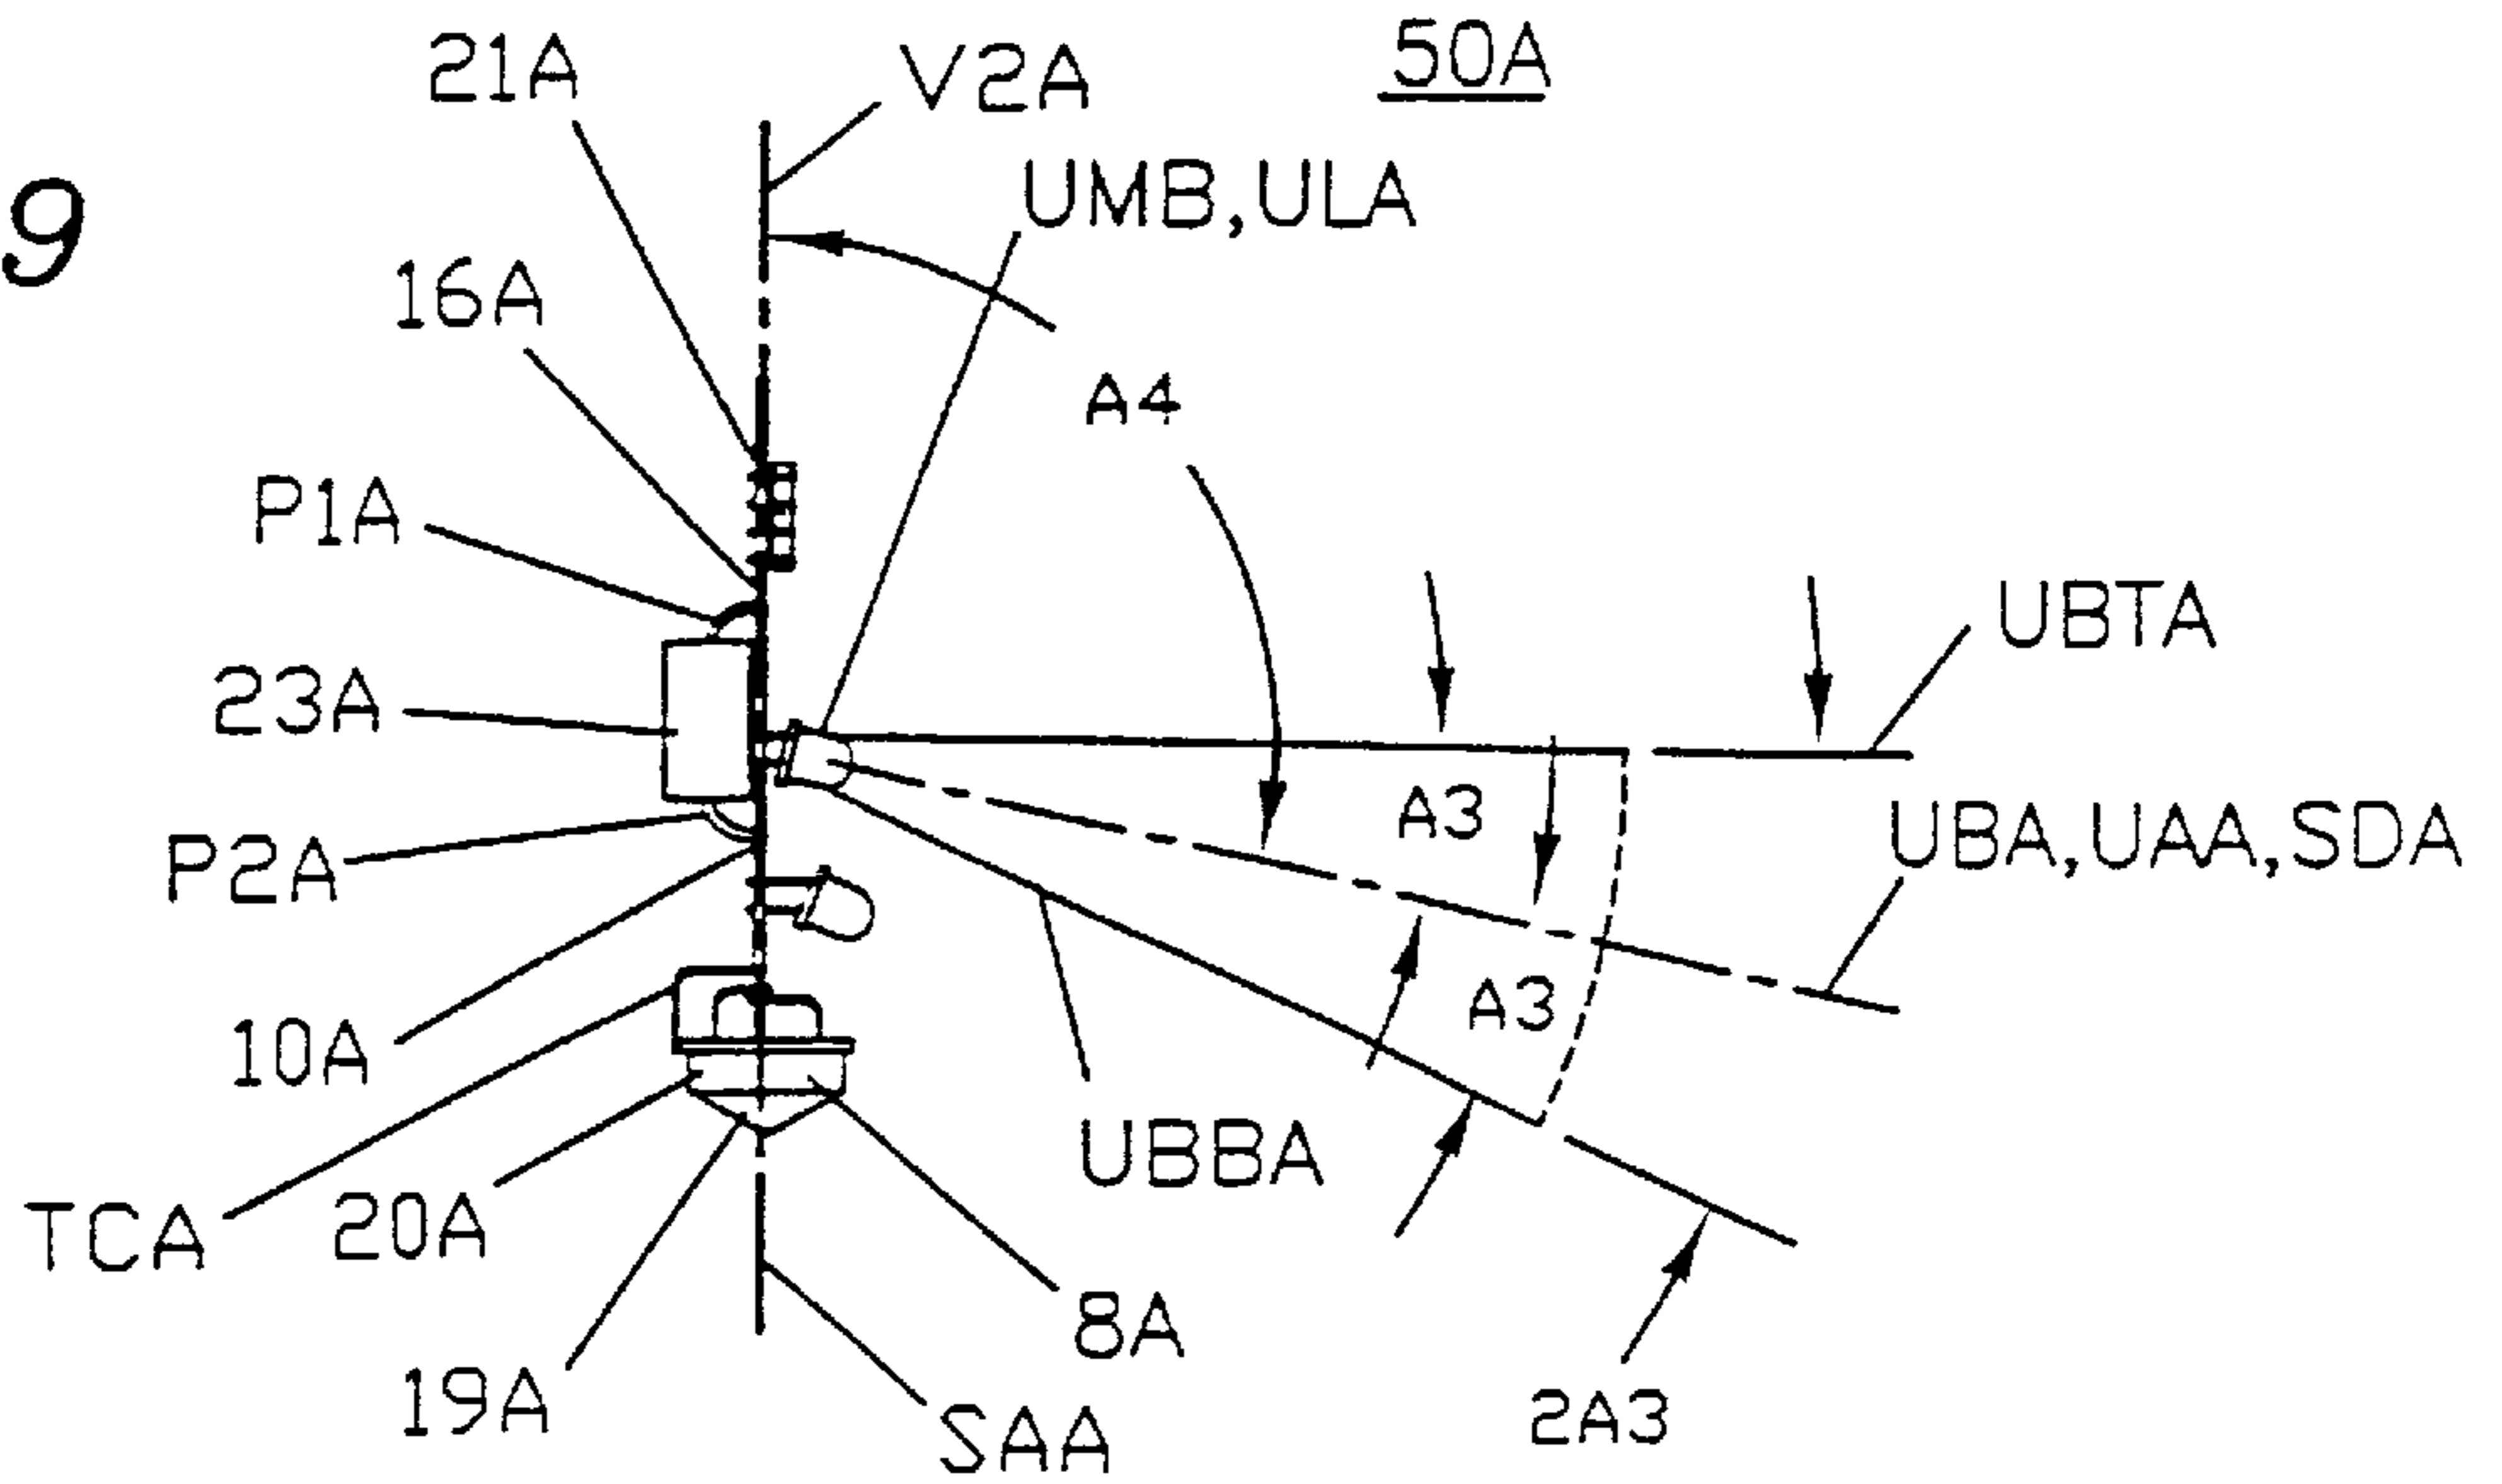 21A
V2A
50A
UMB,ULA
9
16A
A4
P1A
UBTA
23A
A3
UBA,UAA,SDA
P2A
A3
10A
UBBA
TCA
20A
8A
19A
2A3
SAA